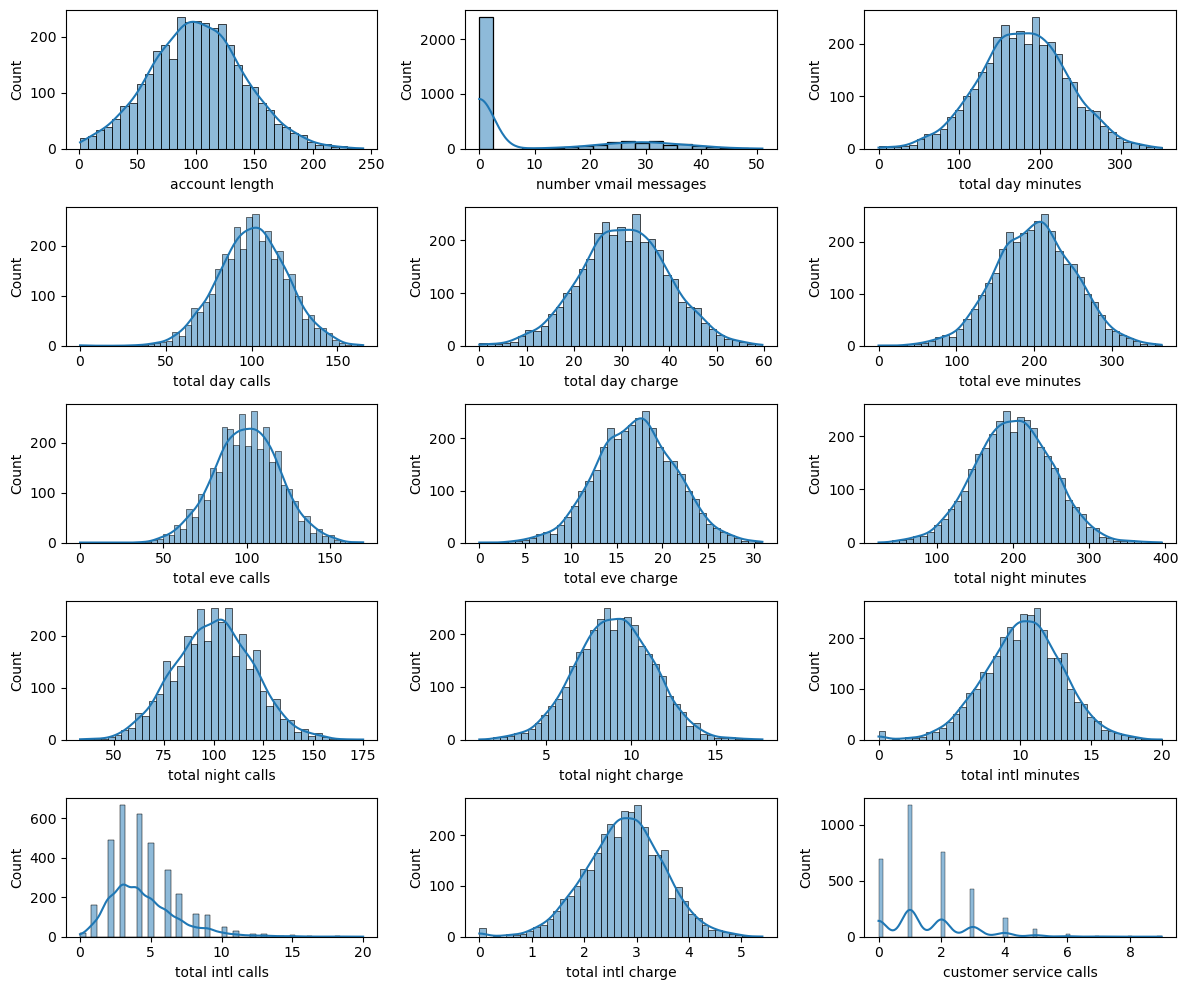 Count
200
100
0
0 50 100 150 200 250
account length
Count
2000
1000
0
0 10 20 30 40 50
number vmail messages
Count
200
100
0
0 100 200 300
total day minutes
Count
200
100
0
0 50 100 150
total day calls
Count
200
100
0
0 10 20 30 40 50 60
total day charge
Count
200
100
0
0 100 200 300
total eve minutes
Count
200
100
0
0 50 100 150
total eve calls
Count
200
100
0
0 5 10 15 20 25 30
total eve charge
Count
200
100
0
100 200 300 400
total night minutes
Count
200
100
0
50 75 100 125 150 175
total night calls
Count
200
100
0
5 10 15
total night charge
Count
200
100
0
0 5 10 15 20
total intl minutes
Count
600
400
200
0
0 5 10 15 20
total intl calls
Count
200
100
0
0 1 2 3 4 5
total intl charge
Count
1000
500
0
0 2 4 6 8
customer service calls